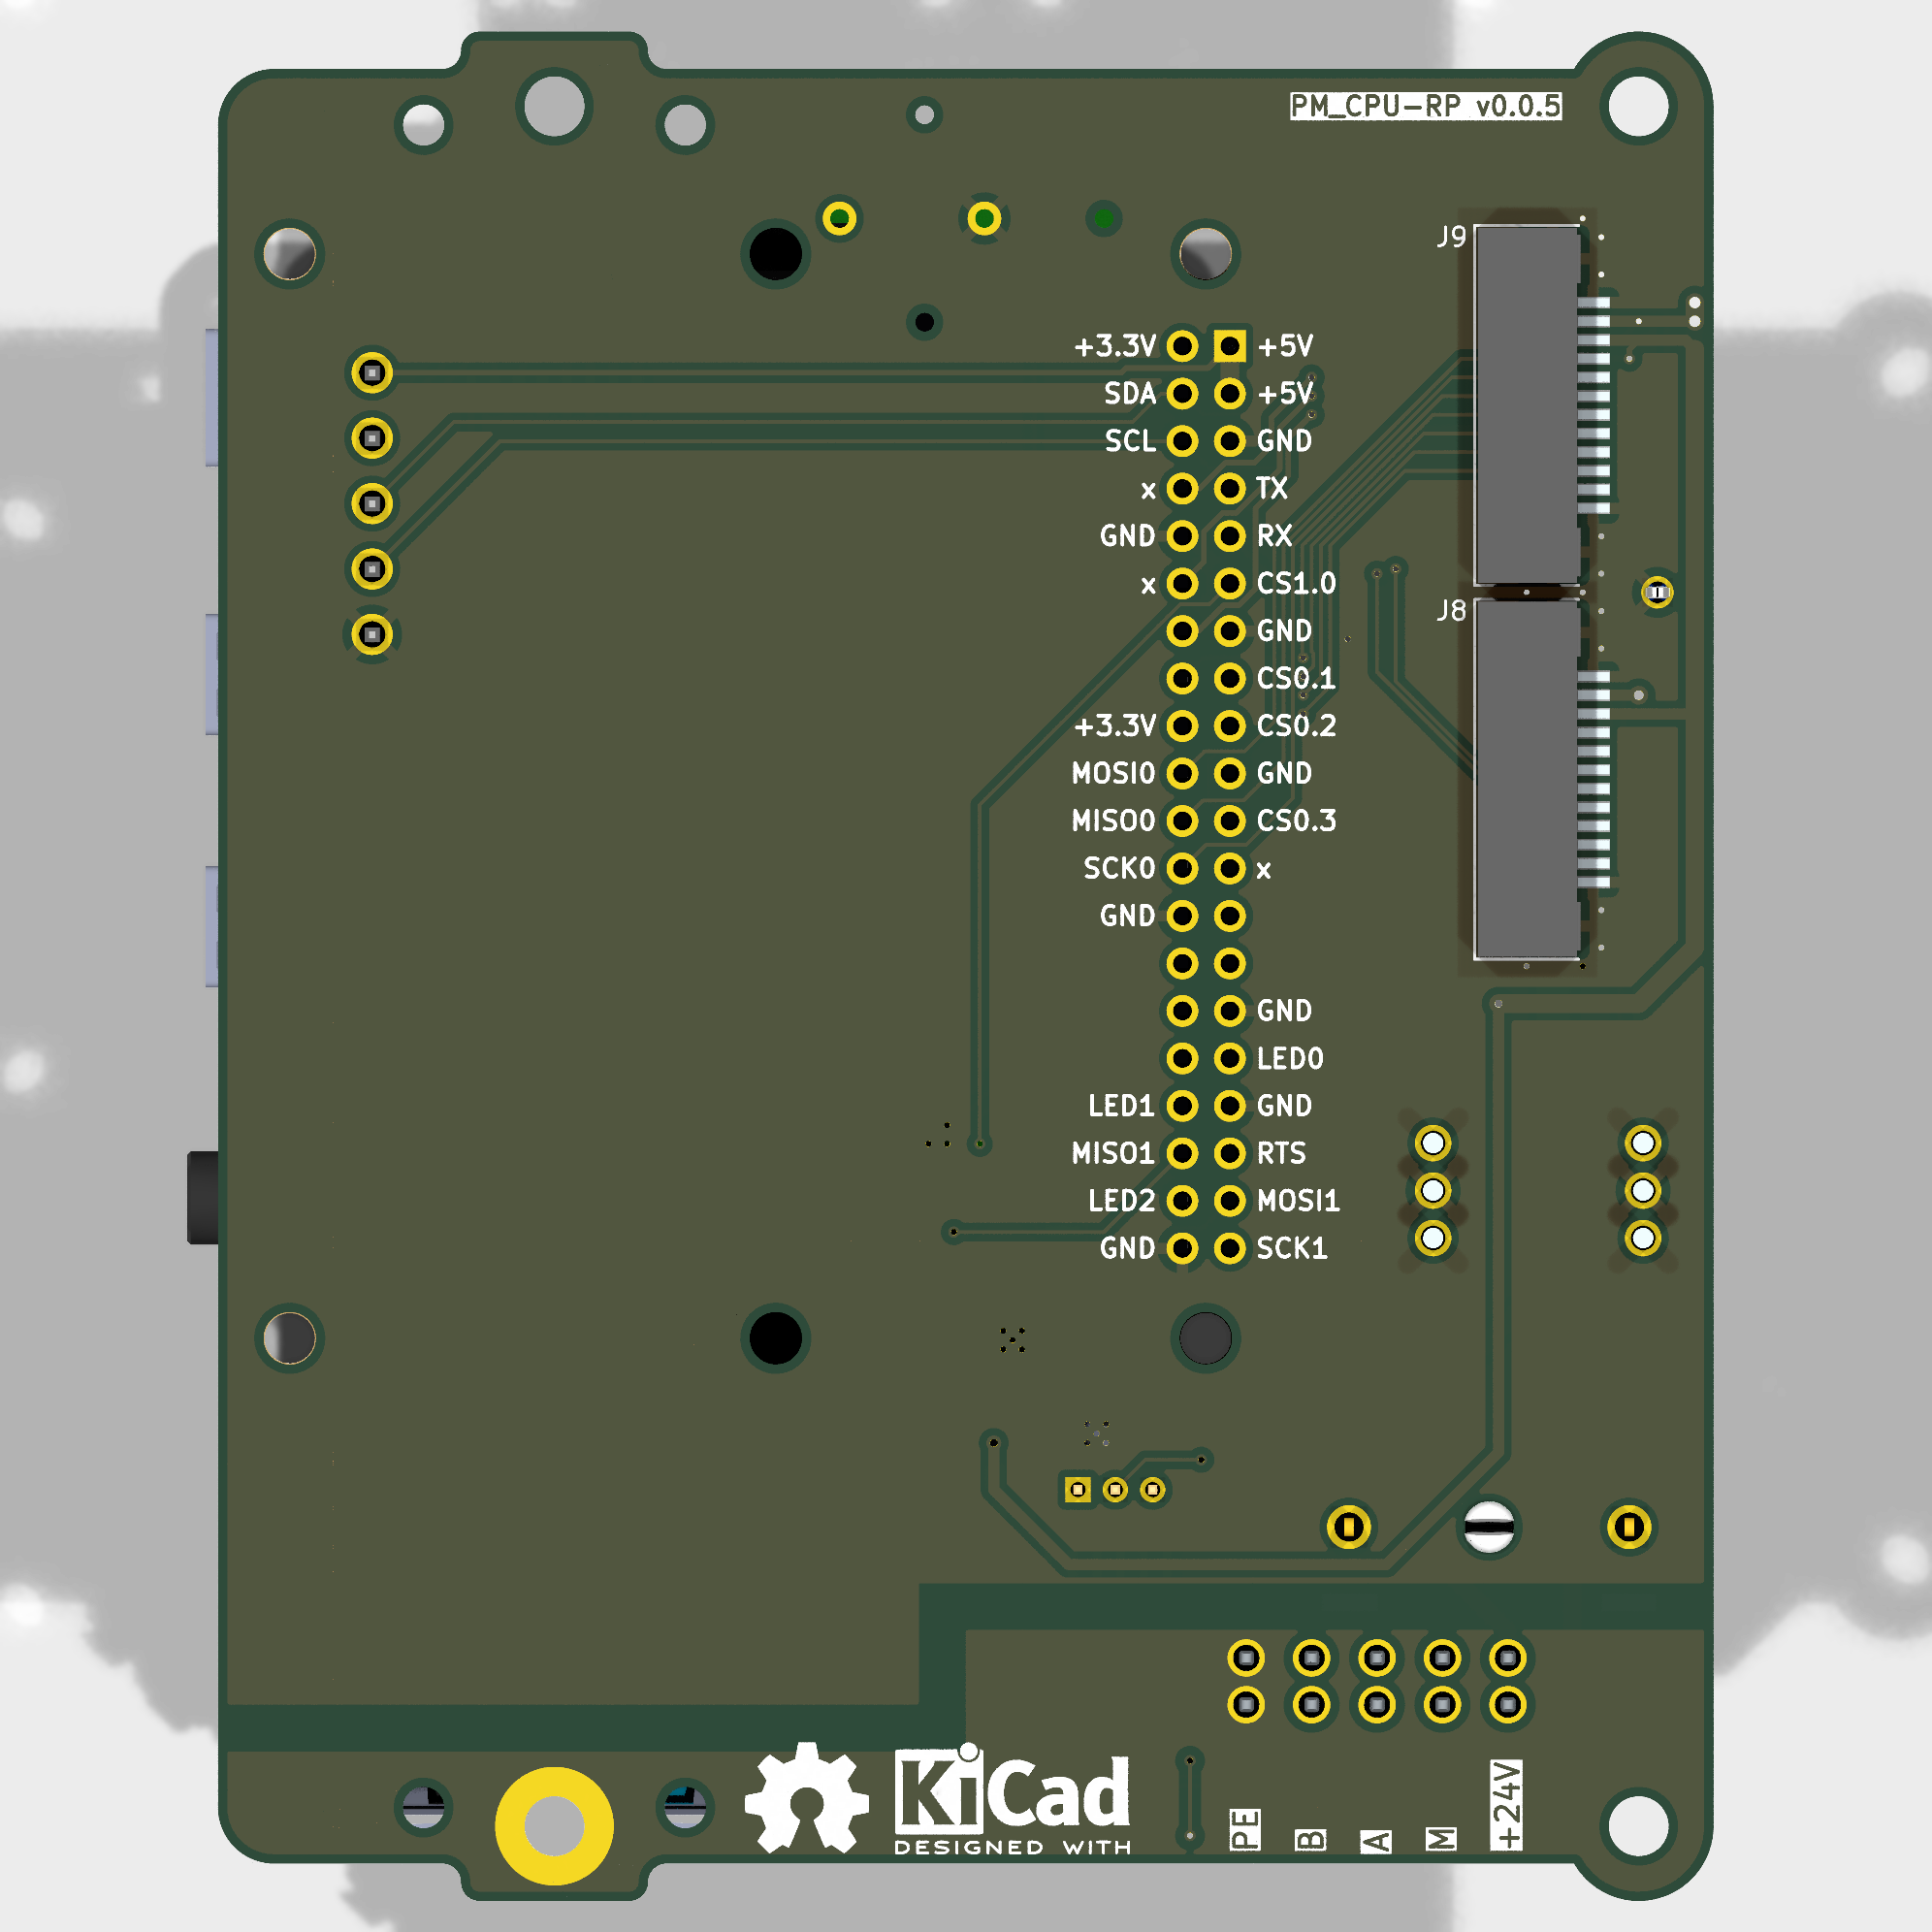 PM_CPU-RP v0.0.5
J9
+3.3V +5V
SDA +5V
SCL GND
x TX
GND RX
x CS1.0
J8
GND
CS0.1
+3.3V CS0.2
MOSI0 GND
MISO0 CS0.3
SCK0 x
GND
GND
LED0
LED1 GND
MISO1 RTS
LED2 MOSI1
GND SCK1
KiCad
DESIGNED WITH
PE
B
A
M
+24V